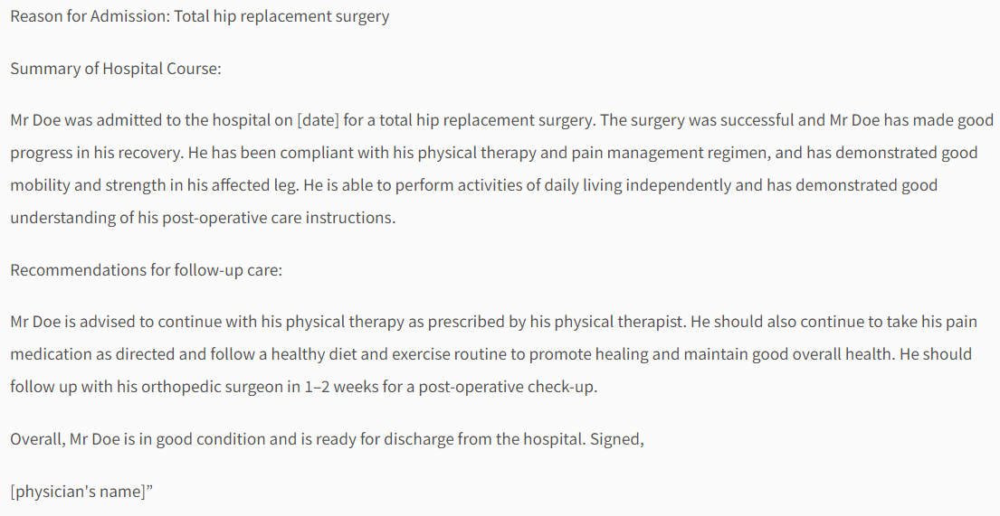 Reason for Admission: Total hip replacement surgery
Summary of Hospital Course:
Mr Doe was admitted to the hospital on [date] for a total hip replacement surgery. The surgery was successful and Mr Doe has made good
progress in his recovery. He has been compliant with his physical therapy and pain management regimen, and has demonstrated good
mobility and strength in his affected leg. He is able to perform activities of daily living independently and has demonstrated good
understanding of his post-operative care instructions.
Recommendations for follow-up care:
Mr Doe is advised to continue with his physical therapy as prescribed by his physical therapist. He should also continue to take his pain
medication as directed and follow a healthy diet and exercise routine to promote healing and maintain good overall health. He should
follow up with his orthopedic surgeon in 1–2 weeks for a post-operative check-up.
Overall, Mr Doe is in good condition and is ready for discharge from the hospital. Signed,
[physician's name]”